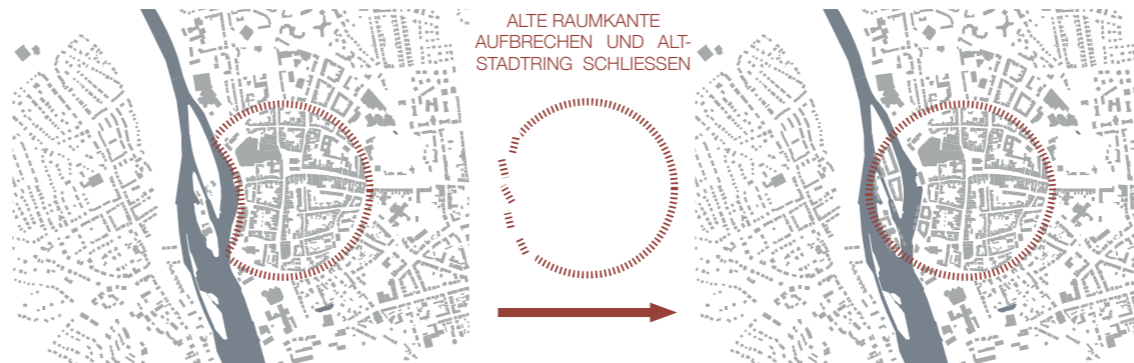 ALTE RAUMKANTE
AUFBRECHEN UND ALT-
STADTRING SCHLIESSEN